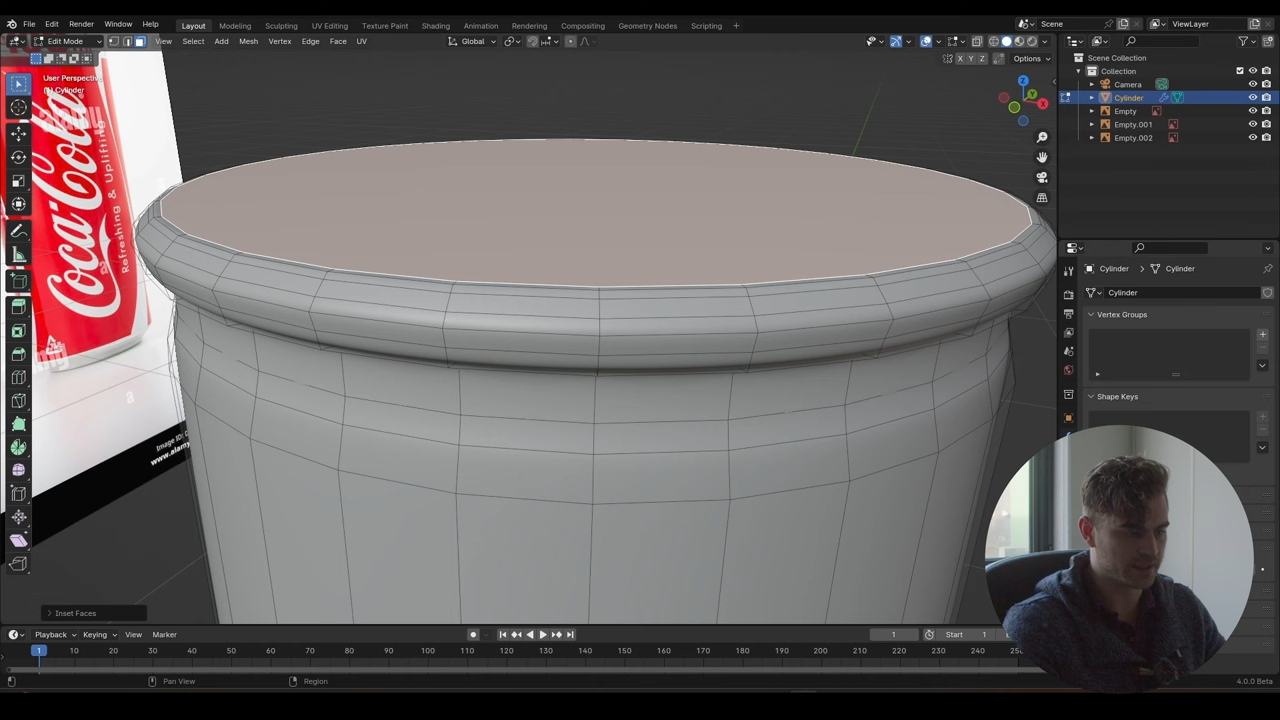 File Edit Render Window Help
Layout Modeling Sculpting UV Editing Texture Paint Shading Animation Rendering Compositing Geometry Nodes Scripting +
Scene
ViewLayer
Edit Mode
View Select Add Mesh Vertex Edge Face UV
Global
X Y Z
Options
User Perspective
(1) Cylinder
Coca-Cola
Refreshing & Uplifting
alamy
a
Image ID:
www.alamy
Z
Y
X
Scene Collection
Collection
Camera
Cylinder
Empty
Empty.001
Empty.002
Cylinder
Cylinder
Cylinder
Vertex Groups
Shape Keys
Inset Faces
Playback Keying View Marker
1
Start 1
1 10 20 30 40 50 60 70 80 90 100 110 120 130 140 150 160 170 180 190 200 210 220 230 240 250
Pan View
Region
4.0.0 Beta